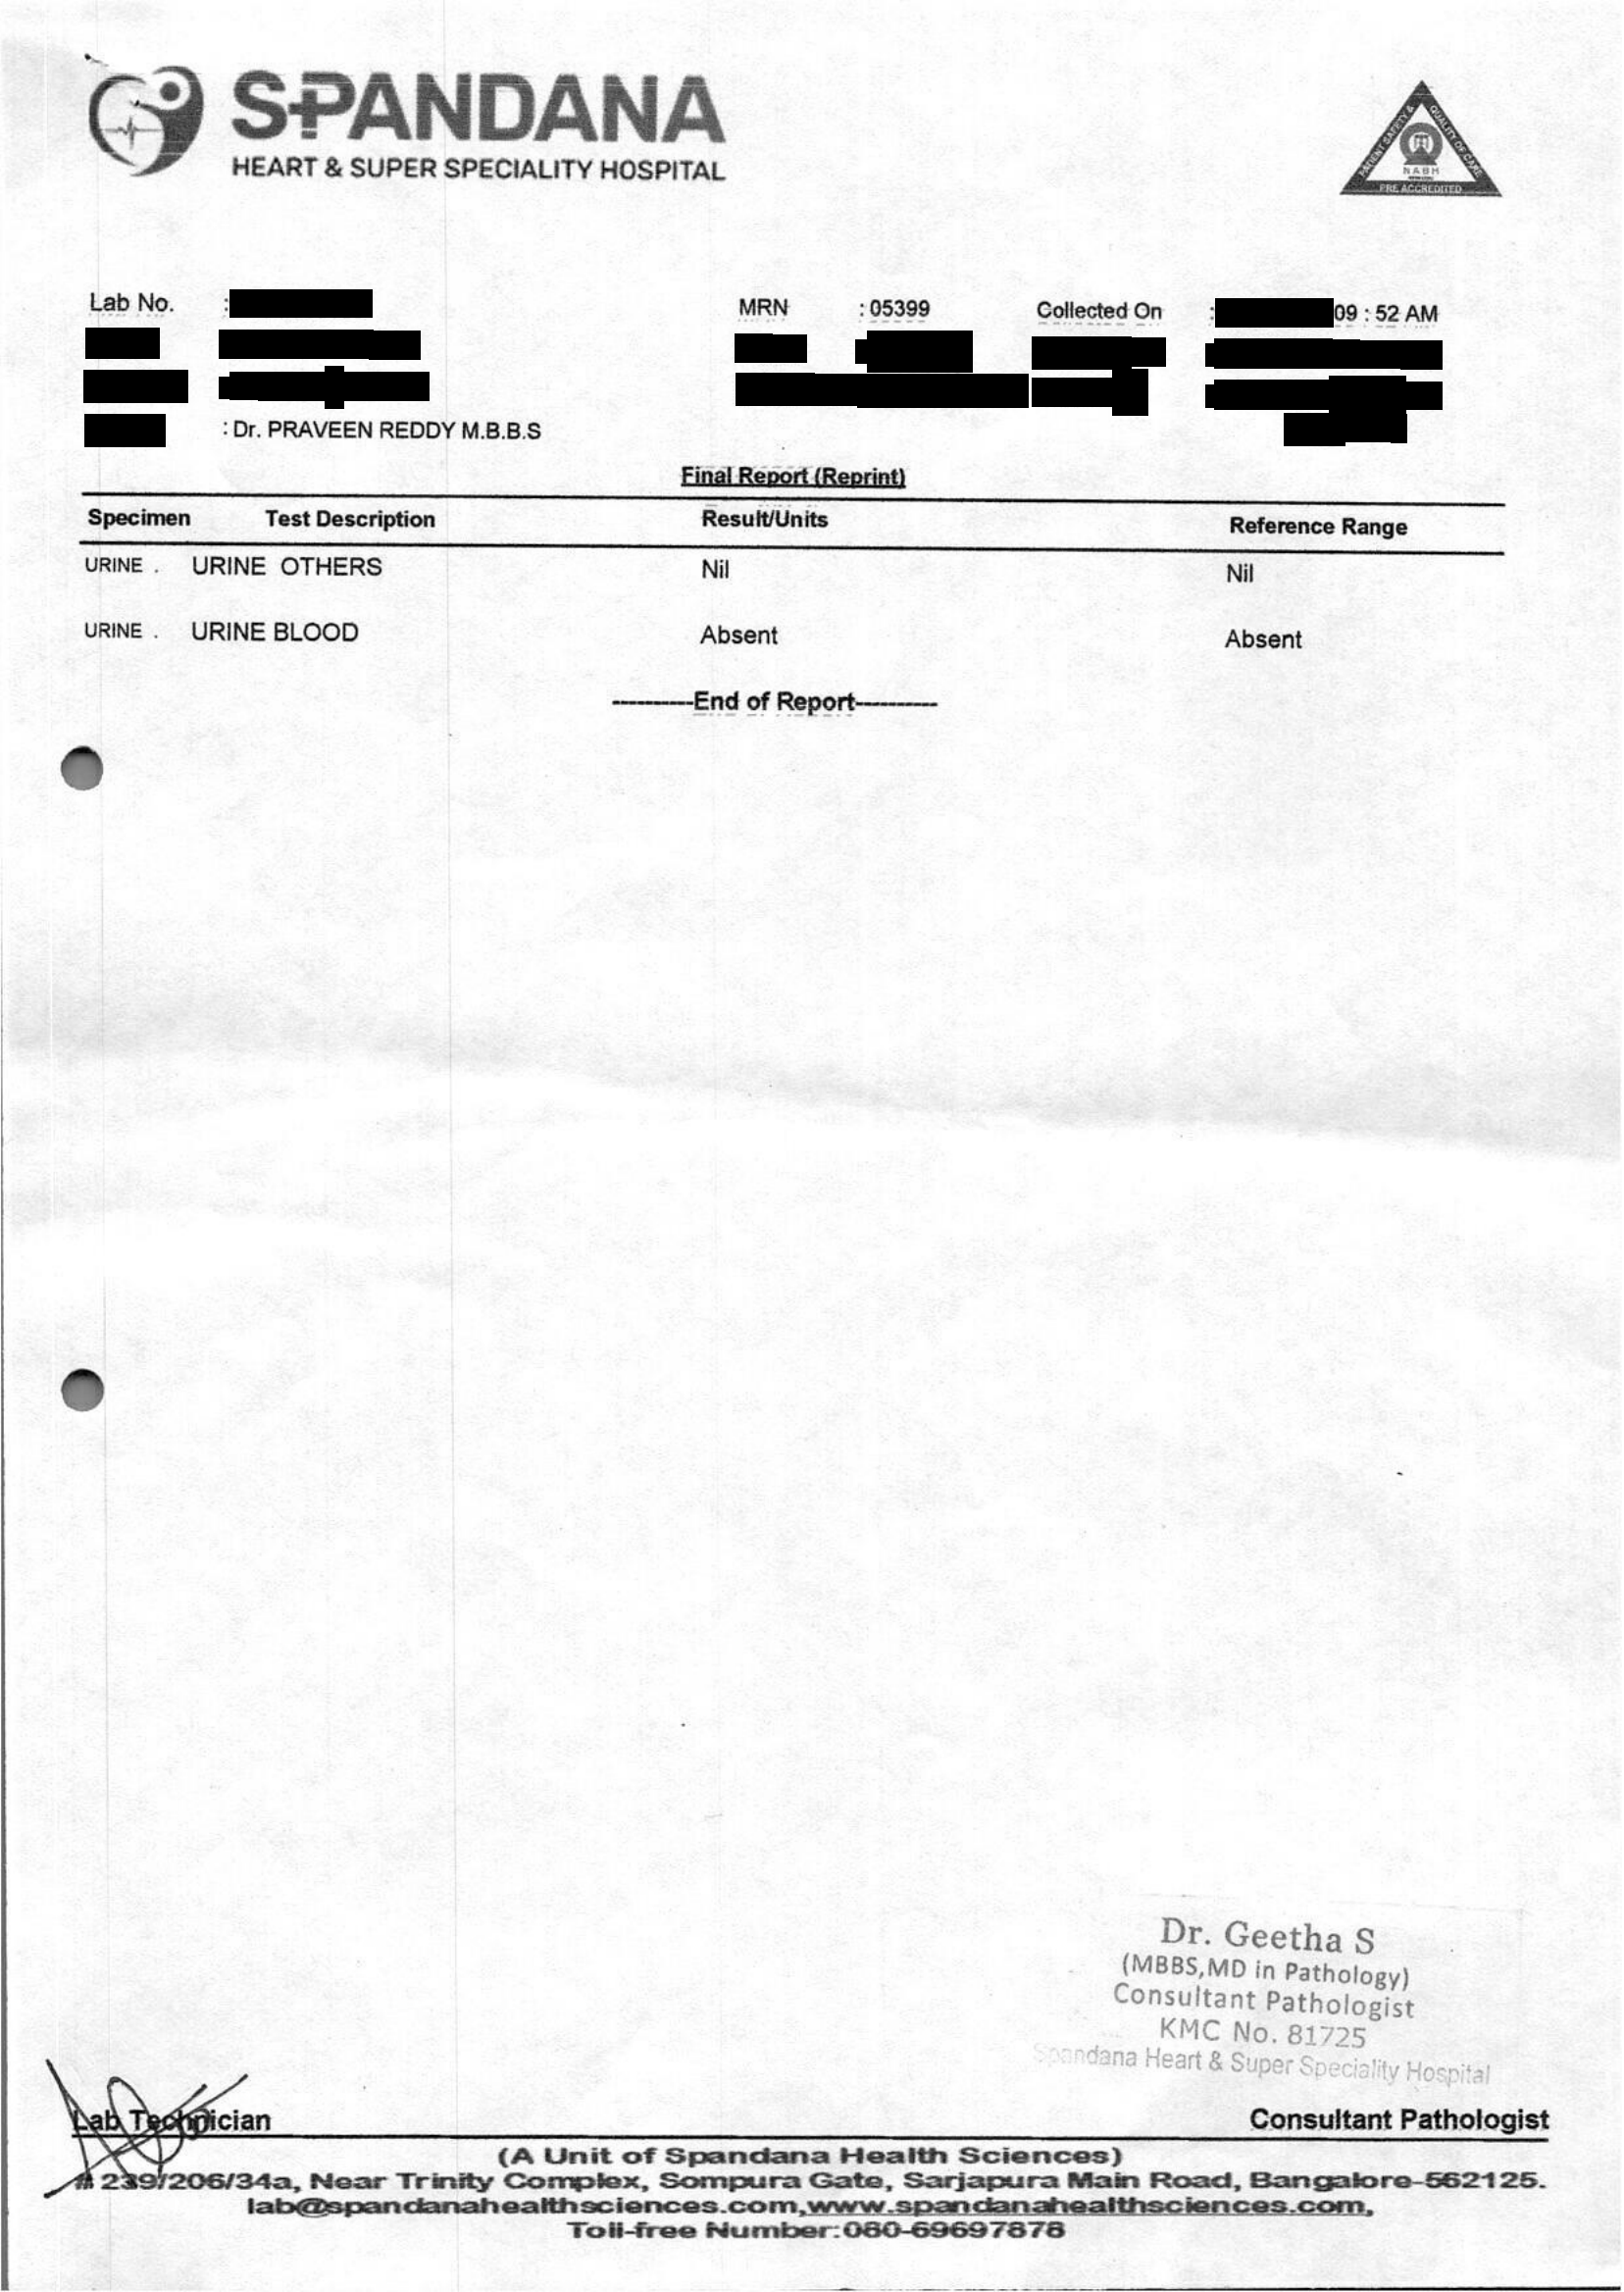 SPANDANA
HEART & SUPER SPECIALITY HOSPITAL
PATIENT SAFETY & QUALITY OF CARE
NABH
PRE ACCREDITED
Lab No. : MRN : 05399 Collected On : 09 : 52 AM
: Dr. PRAVEEN REDDY M.B.B.S
Final Report (Reprint)
Specimen Test Description Result/Units Reference Range
URINE . URINE OTHERS Nil Nil
URINE . URINE BLOOD Absent Absent
----------End of Report----------
Dr. Geetha S
(MBBS,MD in Pathology)
Consultant Pathologist
KMC No. 81725
Spandana Heart & Super Speciality Hospital
Lab Technician Consultant Pathologist
(A Unit of Spandana Health Sciences)
# 239/206/34a, Near Trinity Complex, Sompura Gate, Sarjapura Main Road, Bangalore-562125.
lab@spandanahealthsciences.com,www.spandanahealthsciences.com,
Toll-free Number:080-69697878